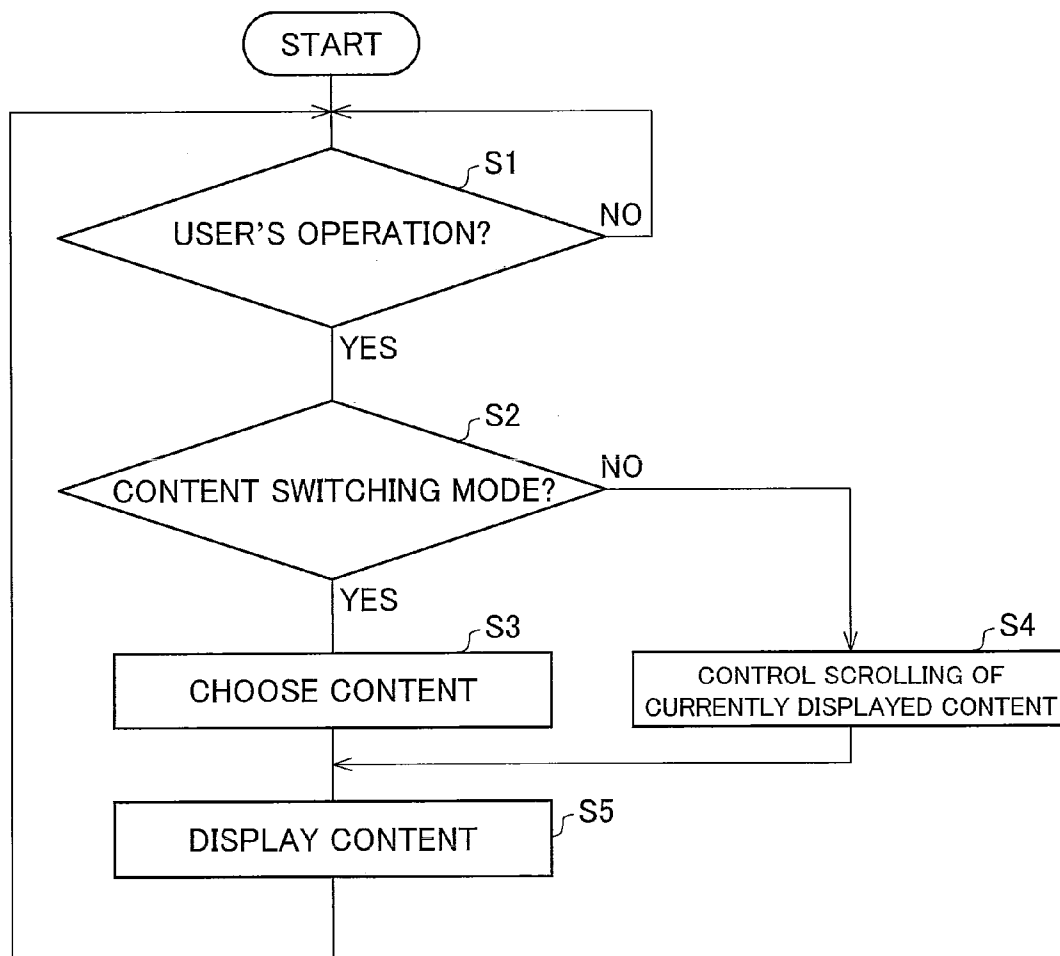 START
S1
USER'S OPERATION?
NO
YES
S2
CONTENT SWITCHING MODE?
NO
YES
S3
CHOOSE CONTENT
S4
CONTROL SCROLLING OF
CURRENTLY DISPLAYED CONTENT
S5
DISPLAY CONTENT